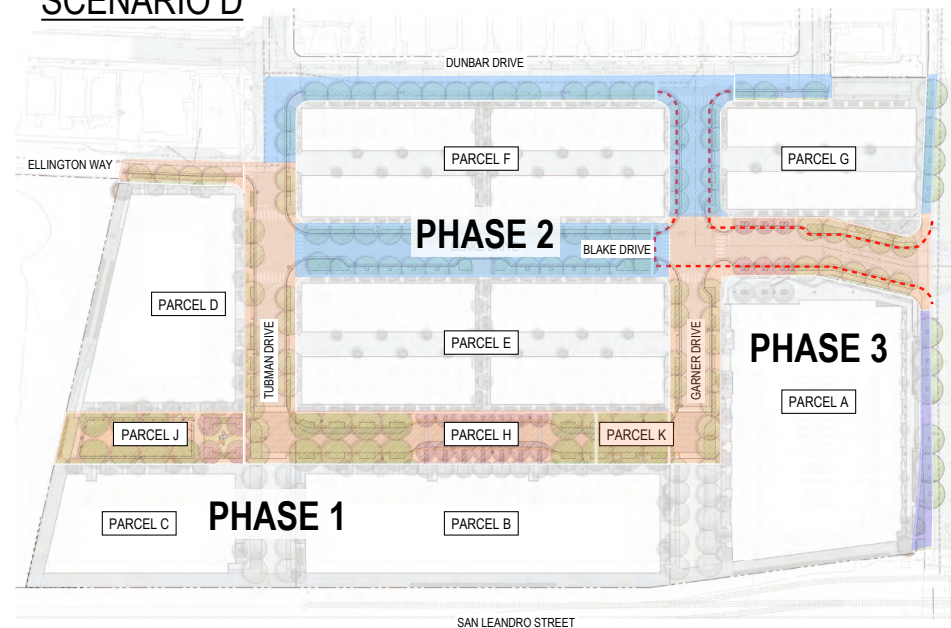 SCENARIO D
DUNBAR DRIVE
ELLINGTON WAY
PARCEL F
PARCEL G
PHASE 2
BLAKE DRIVE
PARCEL D
TUBMAN DRIVE
PARCEL E
GARNER DRIVE
PHASE 3
PARCEL A
PARCEL J
PARCEL H
PARCEL K
PARCEL C
PHASE 1
PARCEL B
SAN LEANDRO STREET